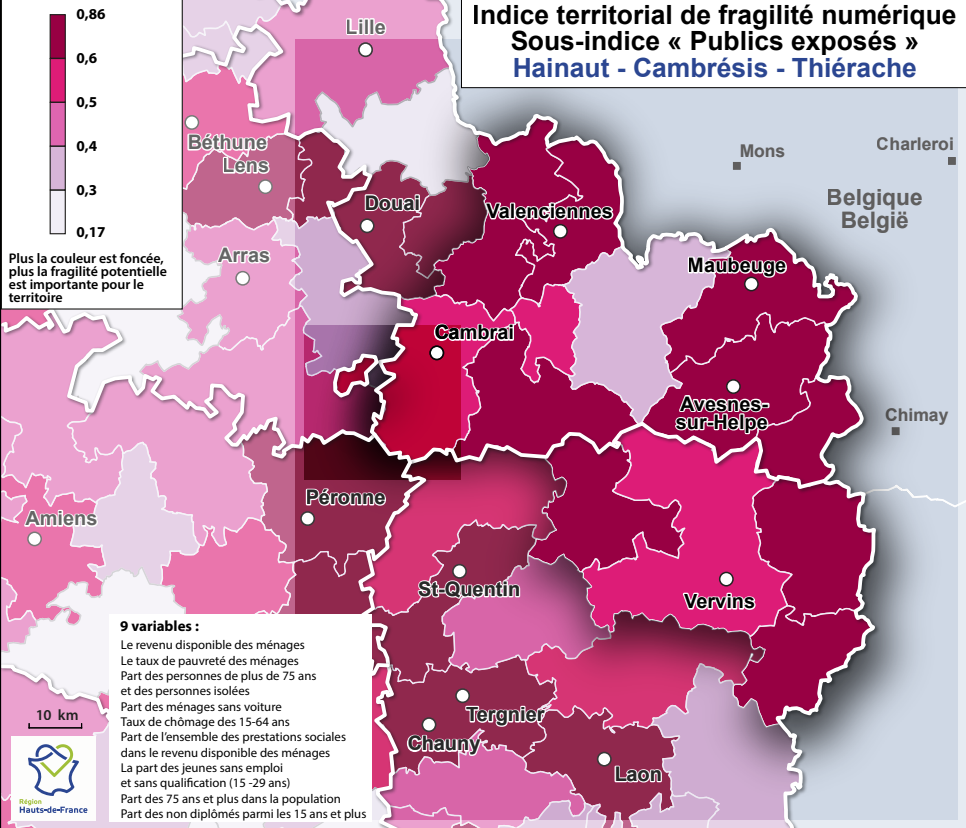 Indice territorial de fragilité numérique
Sous-indice « Publics exposés »
Hainaut - Cambrésis - Thiérache
0,86
0,6
0,5
0,4
0,3
0,17
Plus la couleur est foncée,
plus la fragilité potentielle
est importante pour le
territoire
Lille
Béthune
Lens
Douai
Valenciennes
Mons
Charleroi
Belgique
België
Arras
Maubeuge
Cambrai
Avesnes-
sur-Helpe
Chimay
Péronne
Amiens
St-Quentin
Vervins
Tergnier
Chauny
Laon
9 variables :
Le revenu disponible des ménages
Le taux de pauvreté des ménages
Part des personnes de plus de 75 ans
et des personnes isolées
Part des ménages sans voiture
Taux de chômage des 15-64 ans
Part de l'ensemble des prestations sociales
dans le revenu disponible des ménages
La part des jeunes sans emploi
et sans qualification (15 -29 ans)
Part des 75 ans et plus dans la population
Part des non diplômés parmi les 15 ans et plus
10 km
Région
Hauts-de-France